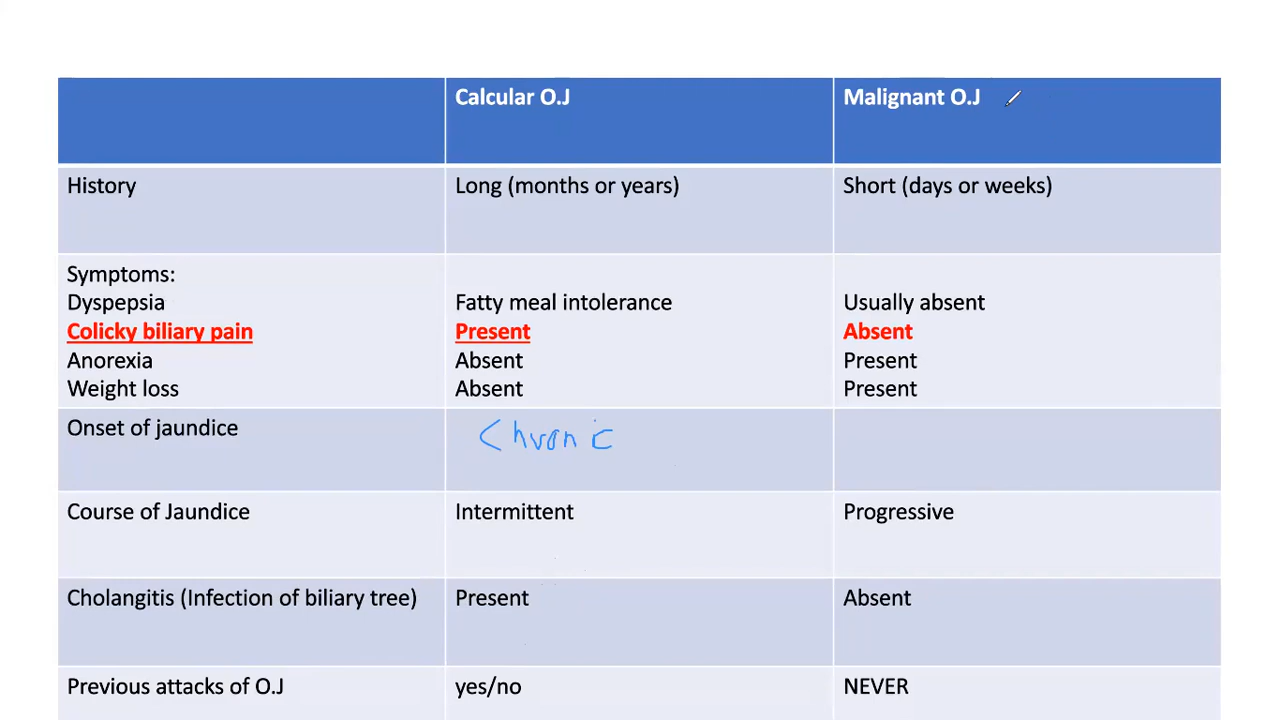 Calcular O.J Malignant O.J
History Long (months or years) Short (days or weeks)
Symptoms:
Dyspepsia Fatty meal intolerance Usually absent
Colicky biliary pain Present Absent
Anorexia Absent Present
Weight loss Absent Present
Onset of jaundice Chronic
Course of Jaundice Intermittent Progressive
Cholangitis (Infection of biliary tree) Present Absent
Previous attacks of O.J yes/no NEVER